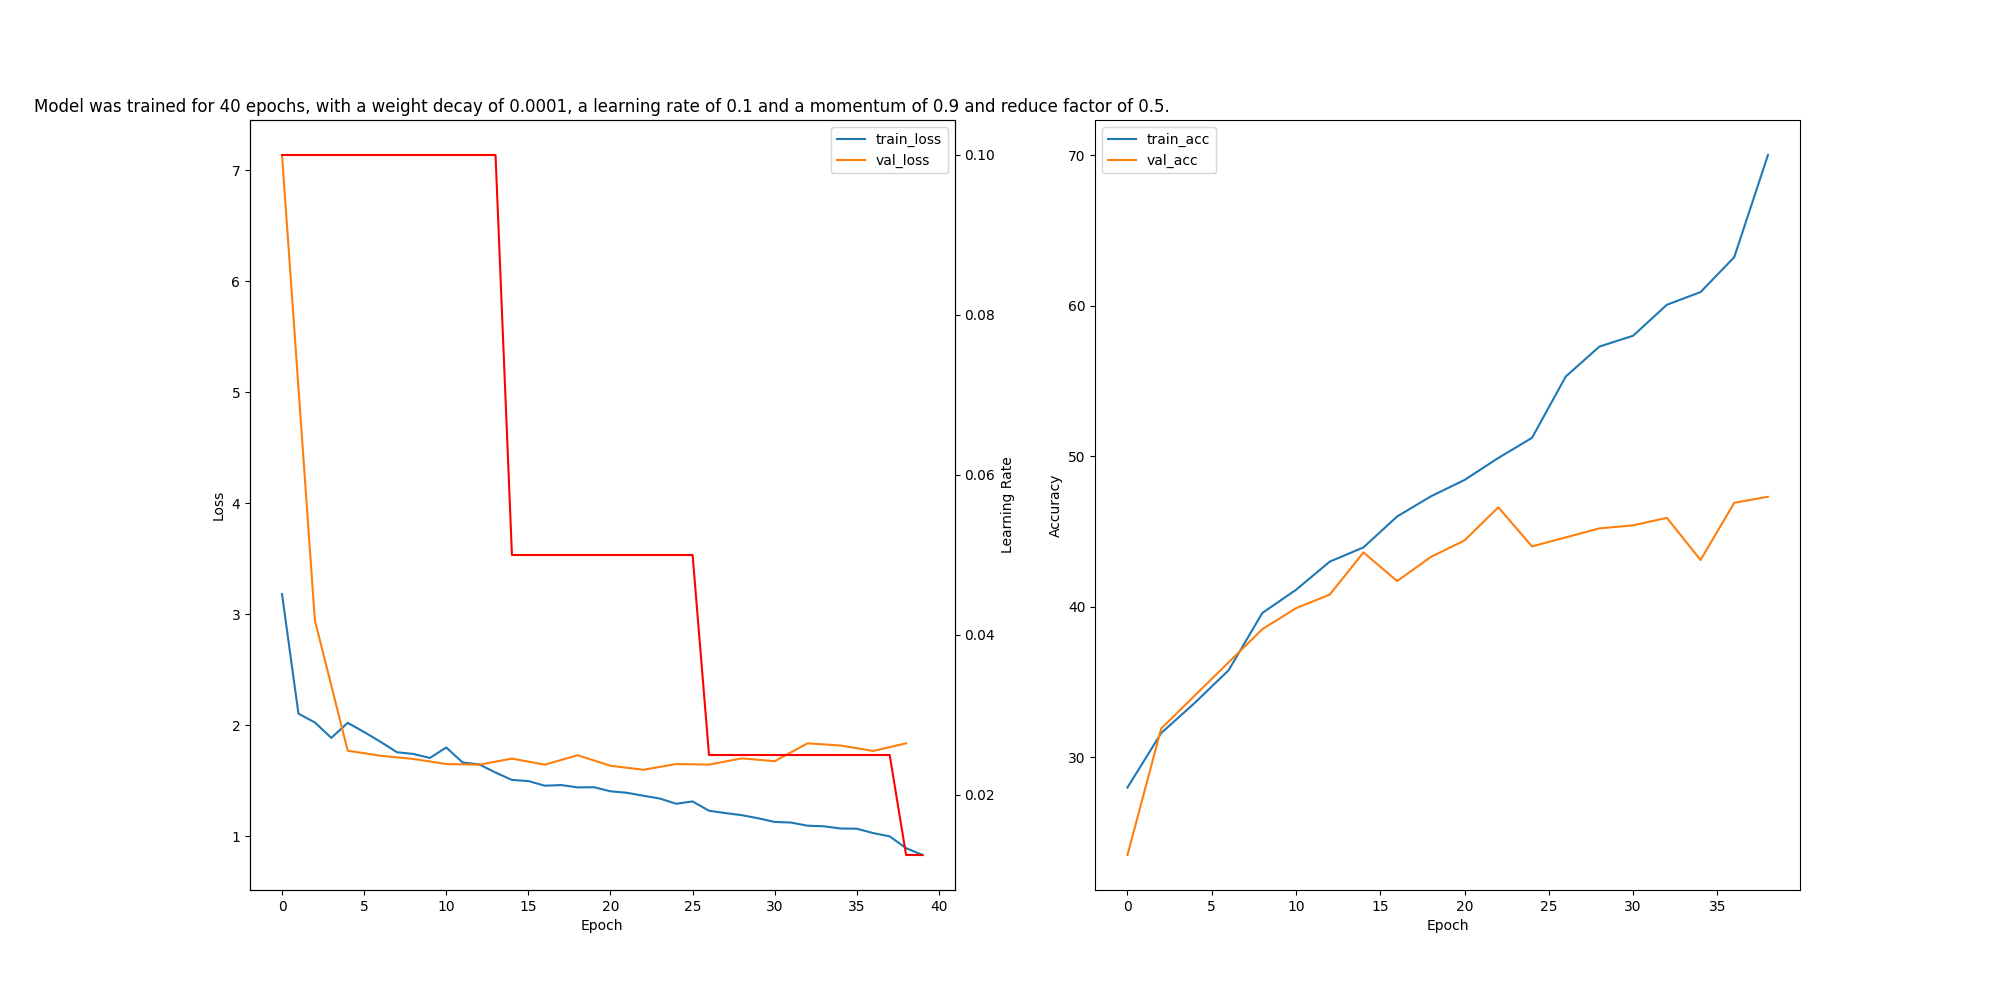 Model was trained for 40 epochs, with a weight decay of 0.0001, a learning rate of 0.1 and a momentum of 0.9 and reduce factor of 0.5.
train_loss
val_loss
7
6
5
4
3
2
1
Loss
0.10
0.08
0.06
0.04
0.02
Learning Rate
0 5 10 15 20 25 30 35 40
Epoch
train_acc
val_acc
70
60
50
40
30
Accuracy
0 5 10 15 20 25 30 35
Epoch